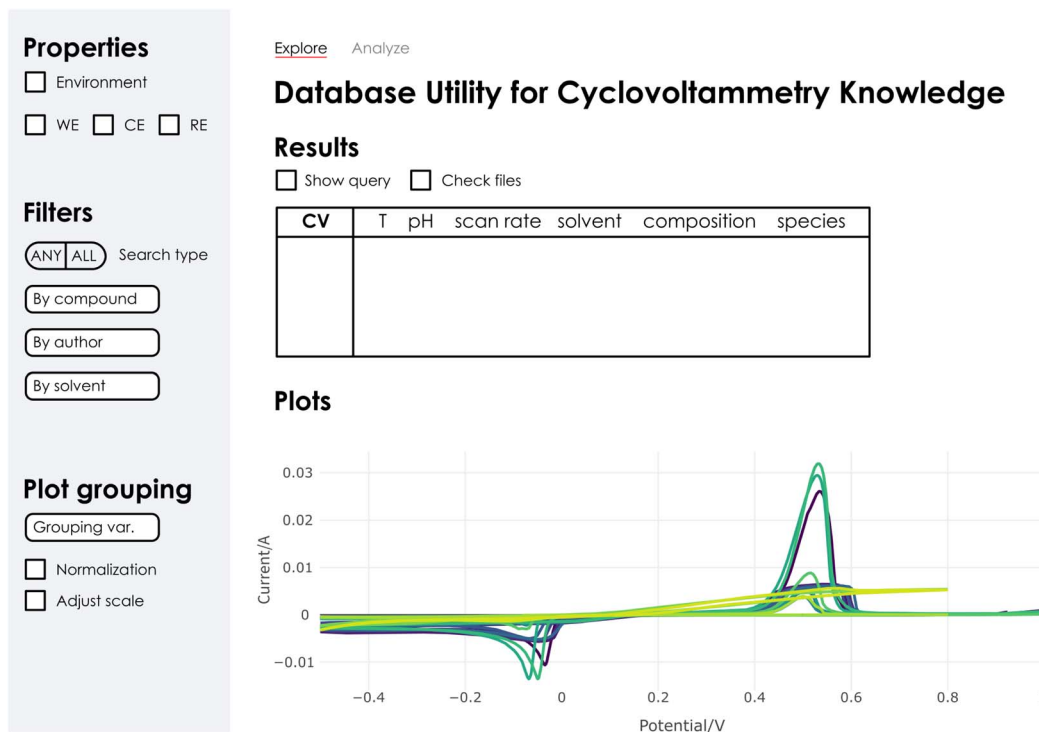 Properties
Environment
WE CE RE
Filters
ANY ALL Search type
By compound
By author
By solvent
Plot grouping
Grouping var.
Normalization
Adjust scale
Explore Analyze
Database Utility for Cyclovoltammetry Knowledge
Results
Show query Check files
CV T pH scan rate solvent composition species
Plots
0.03
0.02
0.01
0
−0.01
Current/A
−0.4 −0.2 0 0.2 0.4 0.6 0.8
Potential/V